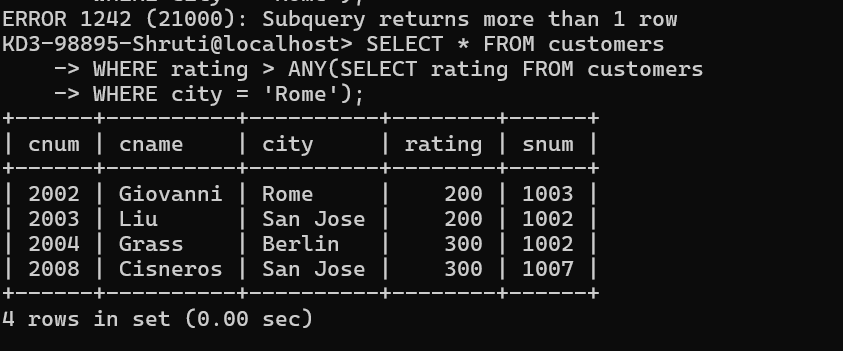 WHERE city = 'Rome');
ERROR 1242 (21000): Subquery returns more than 1 row
KD3-98895-Shruti@localhost> SELECT * FROM customers
    -> WHERE rating > ANY(SELECT rating FROM customers
    -> WHERE city = 'Rome');
+------+----------+----------+--------+------+
| cnum | cname    | city     | rating | snum |
+------+----------+----------+--------+------+
| 2002 | Giovanni | Rome     |    200 | 1003 |
| 2003 | Liu      | San Jose |    200 | 1002 |
| 2004 | Grass    | Berlin   |    300 | 1002 |
| 2008 | Cisneros | San Jose |    300 | 1007 |
+------+----------+----------+--------+------+
4 rows in set (0.00 sec)